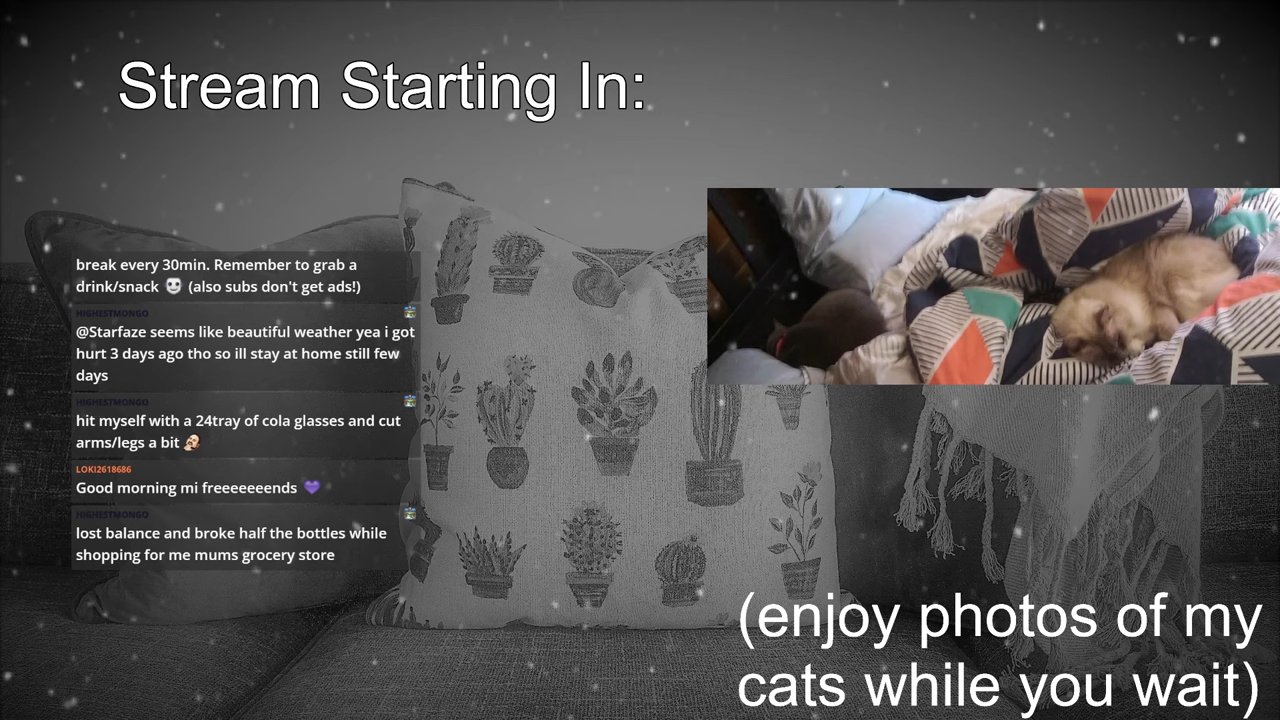 Stream Starting In:
break every 30min. Remember to grab a
drink/snack (also subs don't get ads!)
HIGHESTMONGO
@Starfaze seems like beautiful weather yea i got
hurt 3 days ago tho so ill stay at home still few
days
HIGHESTMONGO
hit myself with a 24tray of cola glasses and cut
arms/legs a bit
LOKI2618686
Good morning mi freeeeeeends
HIGHESTMONGO
lost balance and broke half the bottles while
shopping for me mums grocery store
(enjoy photos of my
cats while you wait)